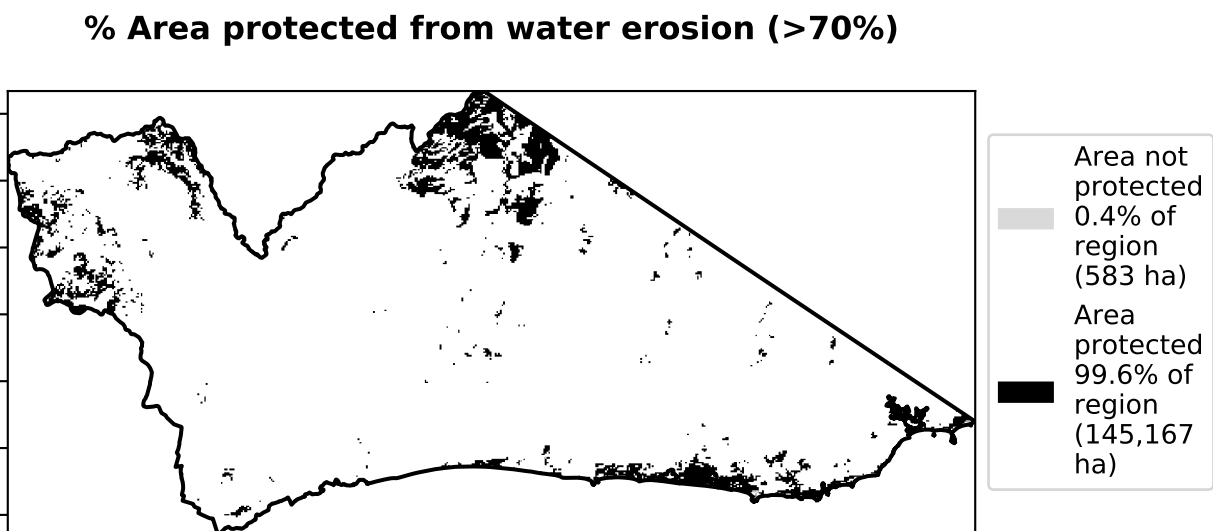 % Area protected from water erosion (>70%)
Area not
protected
0.4% of
region
(583 ha)
Area
protected
99.6% of
region
(145,167
ha)